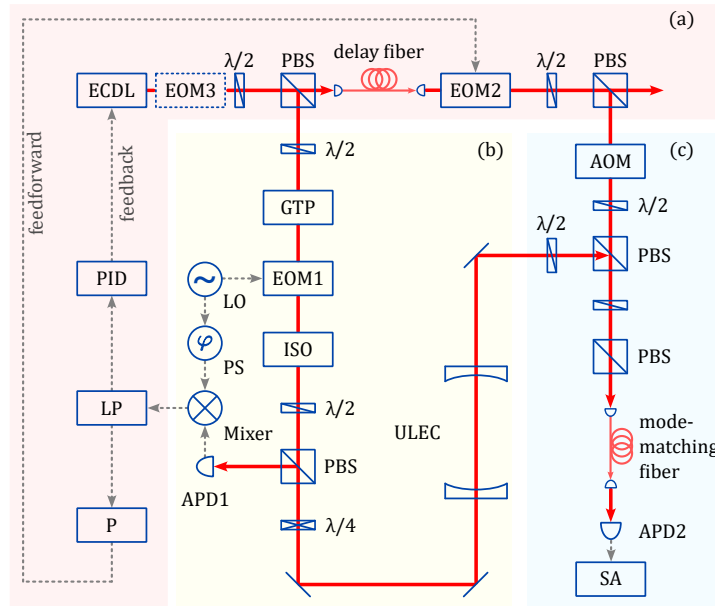 (a)
λ/2
PBS
delay fiber
PBS
λ/2
ECDL
EOM3
EOM2
feedforward
feedback
λ/2
(b)
(c)
AOM
GTP
λ/2
λ/2
PBS
PID
~
LO
EOM1
φ
PS
ISO
PBS
LP
Mixer
λ/2
ULEC
mode-
matching
fiber
APD1
PBS
P
λ/4
APD2
SA